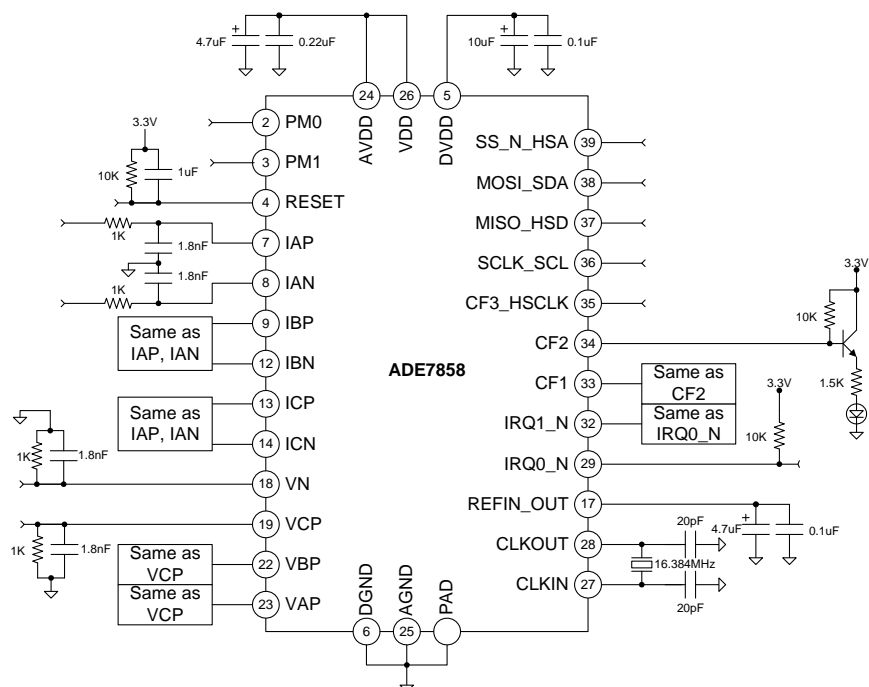 4.7uF
0.22uF
10uF
0.1uF
24
26
5
AVDD
VDD
DVDD
2
PM0
3
PM1
3.3V
10K
1uF
4
RESET
1K
1.8nF
7
IAP
1.8nF
1K
8
IAN
Same as
IAP, IAN
9
IBP
12
IBN
Same as
IAP, IAN
13
ICP
14
ICN
1K
1.8nF
18
VN
19
VCP
1K
1.8nF
Same as
VCP
22
VBP
Same as
VCP
23
VAP
ADE7858
DGND
AGND
PAD
6
25
SS_N_HSA
39
MOSI_SDA
38
MISO_HSD
37
SCLK_SCL
36
CF3_HSCLK
35
CF2
34
3.3V
10K
1.5K
CF1
33
Same as
CF2
IRQ1_N
32
Same as
IRQ0_N
3.3V
10K
IRQ0_N
29
REFIN_OUT
17
4.7uF
0.1uF
20pF
CLKOUT
28
16.384MHz
CLKIN
27
20pF
+
+
+